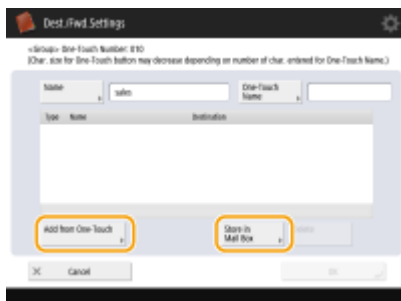 Dest./Fwd. Settings
<Group> One-Touch Number: 010
(Char. size for One-Touch button may decrease depending on number of char. entered for One-Touch Name.)
Name
sales
One-Touch
Name
Type Name Destination
Add from One-Touch
Store in
Mail Box
Delete
Cancel
OK